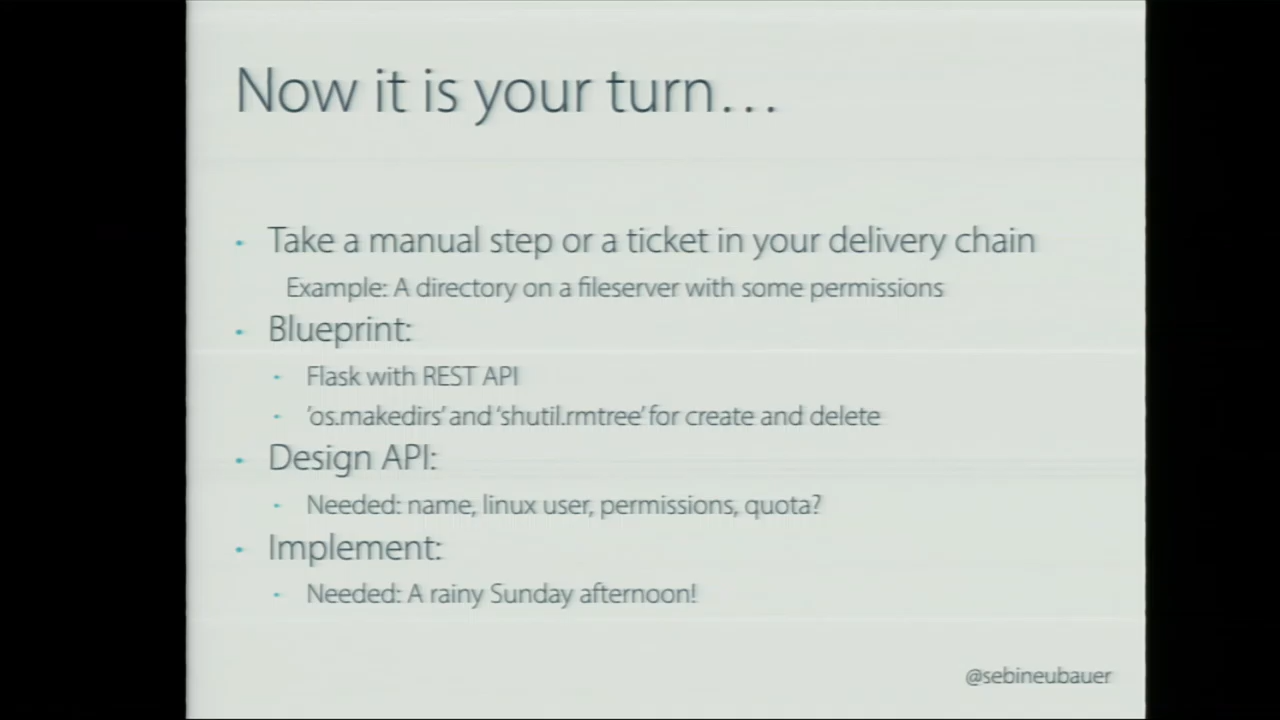 Now it is your turn…
• Take a manual step or a ticket in your delivery chain
Example: A directory on a fileserver with some permissions
• Blueprint:
• Flask with REST API
• ’os.makedirs’ and ‘shutil.rmtree’ for create and delete
• Design API:
• Needed: name, linux user, permissions, quota?
• Implement:
• Needed: A rainy Sunday afternoon!
@sebineubauer